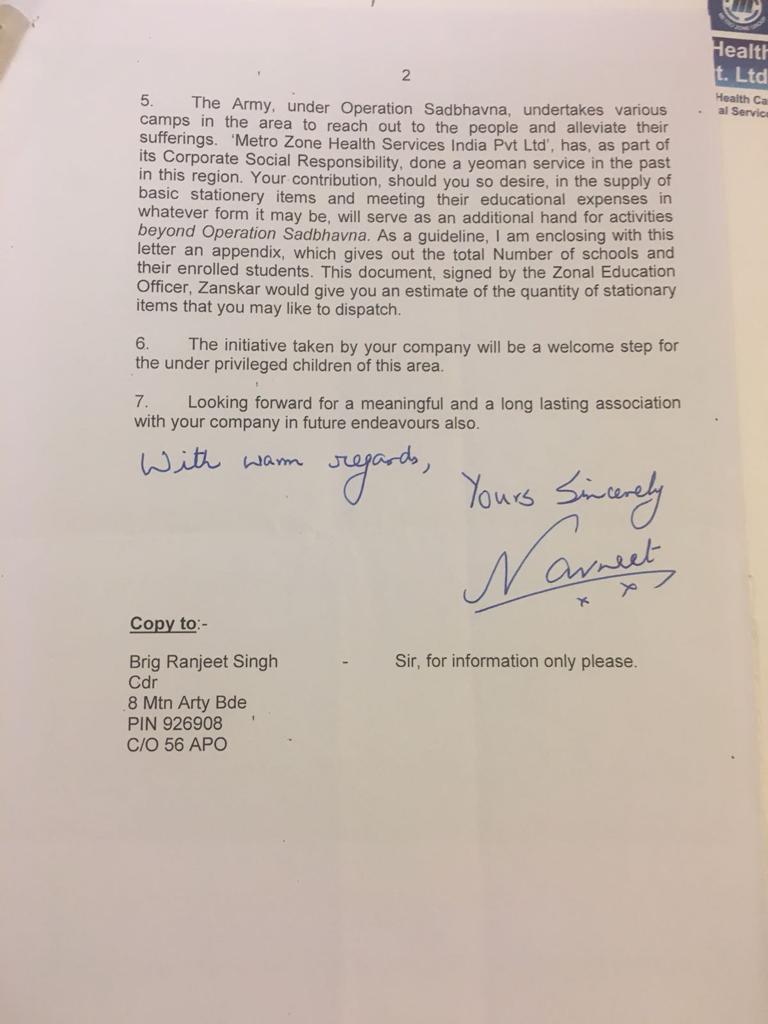 Health
t. Ltd
Health Ca
al Servic
2
5. The Army, under Operation Sadbhavna, undertakes various
camps in the area to reach out to the people and alleviate their
sufferings. 'Metro Zone Health Services India Pvt Ltd', has, as part of
its Corporate Social Responsibility, done a yeoman service in the past
in this region. Your contribution, should you so desire, in the supply of
basic stationery items and meeting their educational expenses in
whatever form it may be, will serve as an additional hand for activities
beyond Operation Sadbhavna. As a guideline, I am enclosing with this
letter an appendix, which gives out the total Number of schools and
their enrolled students. This document, signed by the Zonal Education
Officer, Zanskar would give you an estimate of the quantity of stationary
items that you may like to dispatch.
6. The initiative taken by your company will be a welcome step for
the under privileged children of this area.
7. Looking forward for a meaningful and a long lasting association
with your company in future endeavours also.
With warm regards,
Yours Sincerely
Navneet
Copy to:-
Brig Ranjeet Singh - Sir, for information only please.
Cdr
8 Mtn Arty Bde
PIN 926908
C/O 56 APO